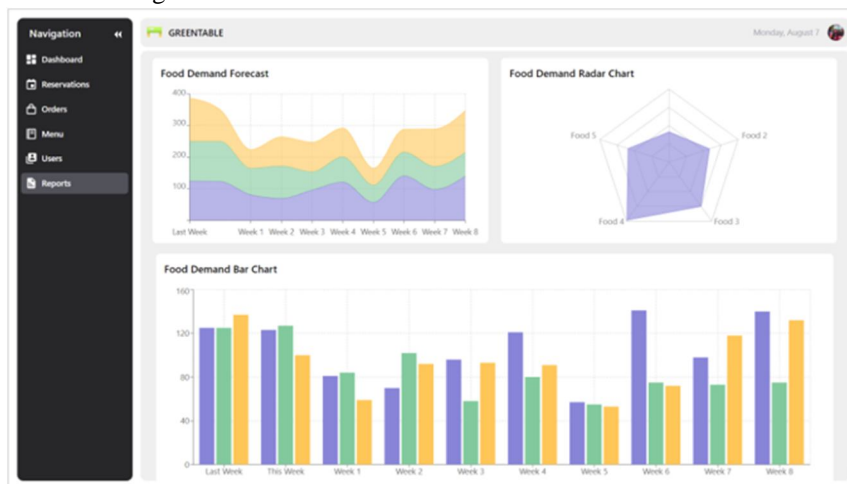 Navigation
Dashboard
Reservations
Orders
Menu
Users
Reports
GREENTABLE
Monday, August 7
Food Demand Forecast
400
300
200
100
Last Week Week 1 Week 2 Week 3 Week 4 Week 5 Week 6 Week 7 Week 8
Food Demand Radar Chart
Food 5 Food 2
Food 4 Food 3
Food Demand Bar Chart
160
120
80
40
0
Last Week This Week Week 1 Week 2 Week 3 Week 4 Week 5 Week 6 Week 7 Week 8